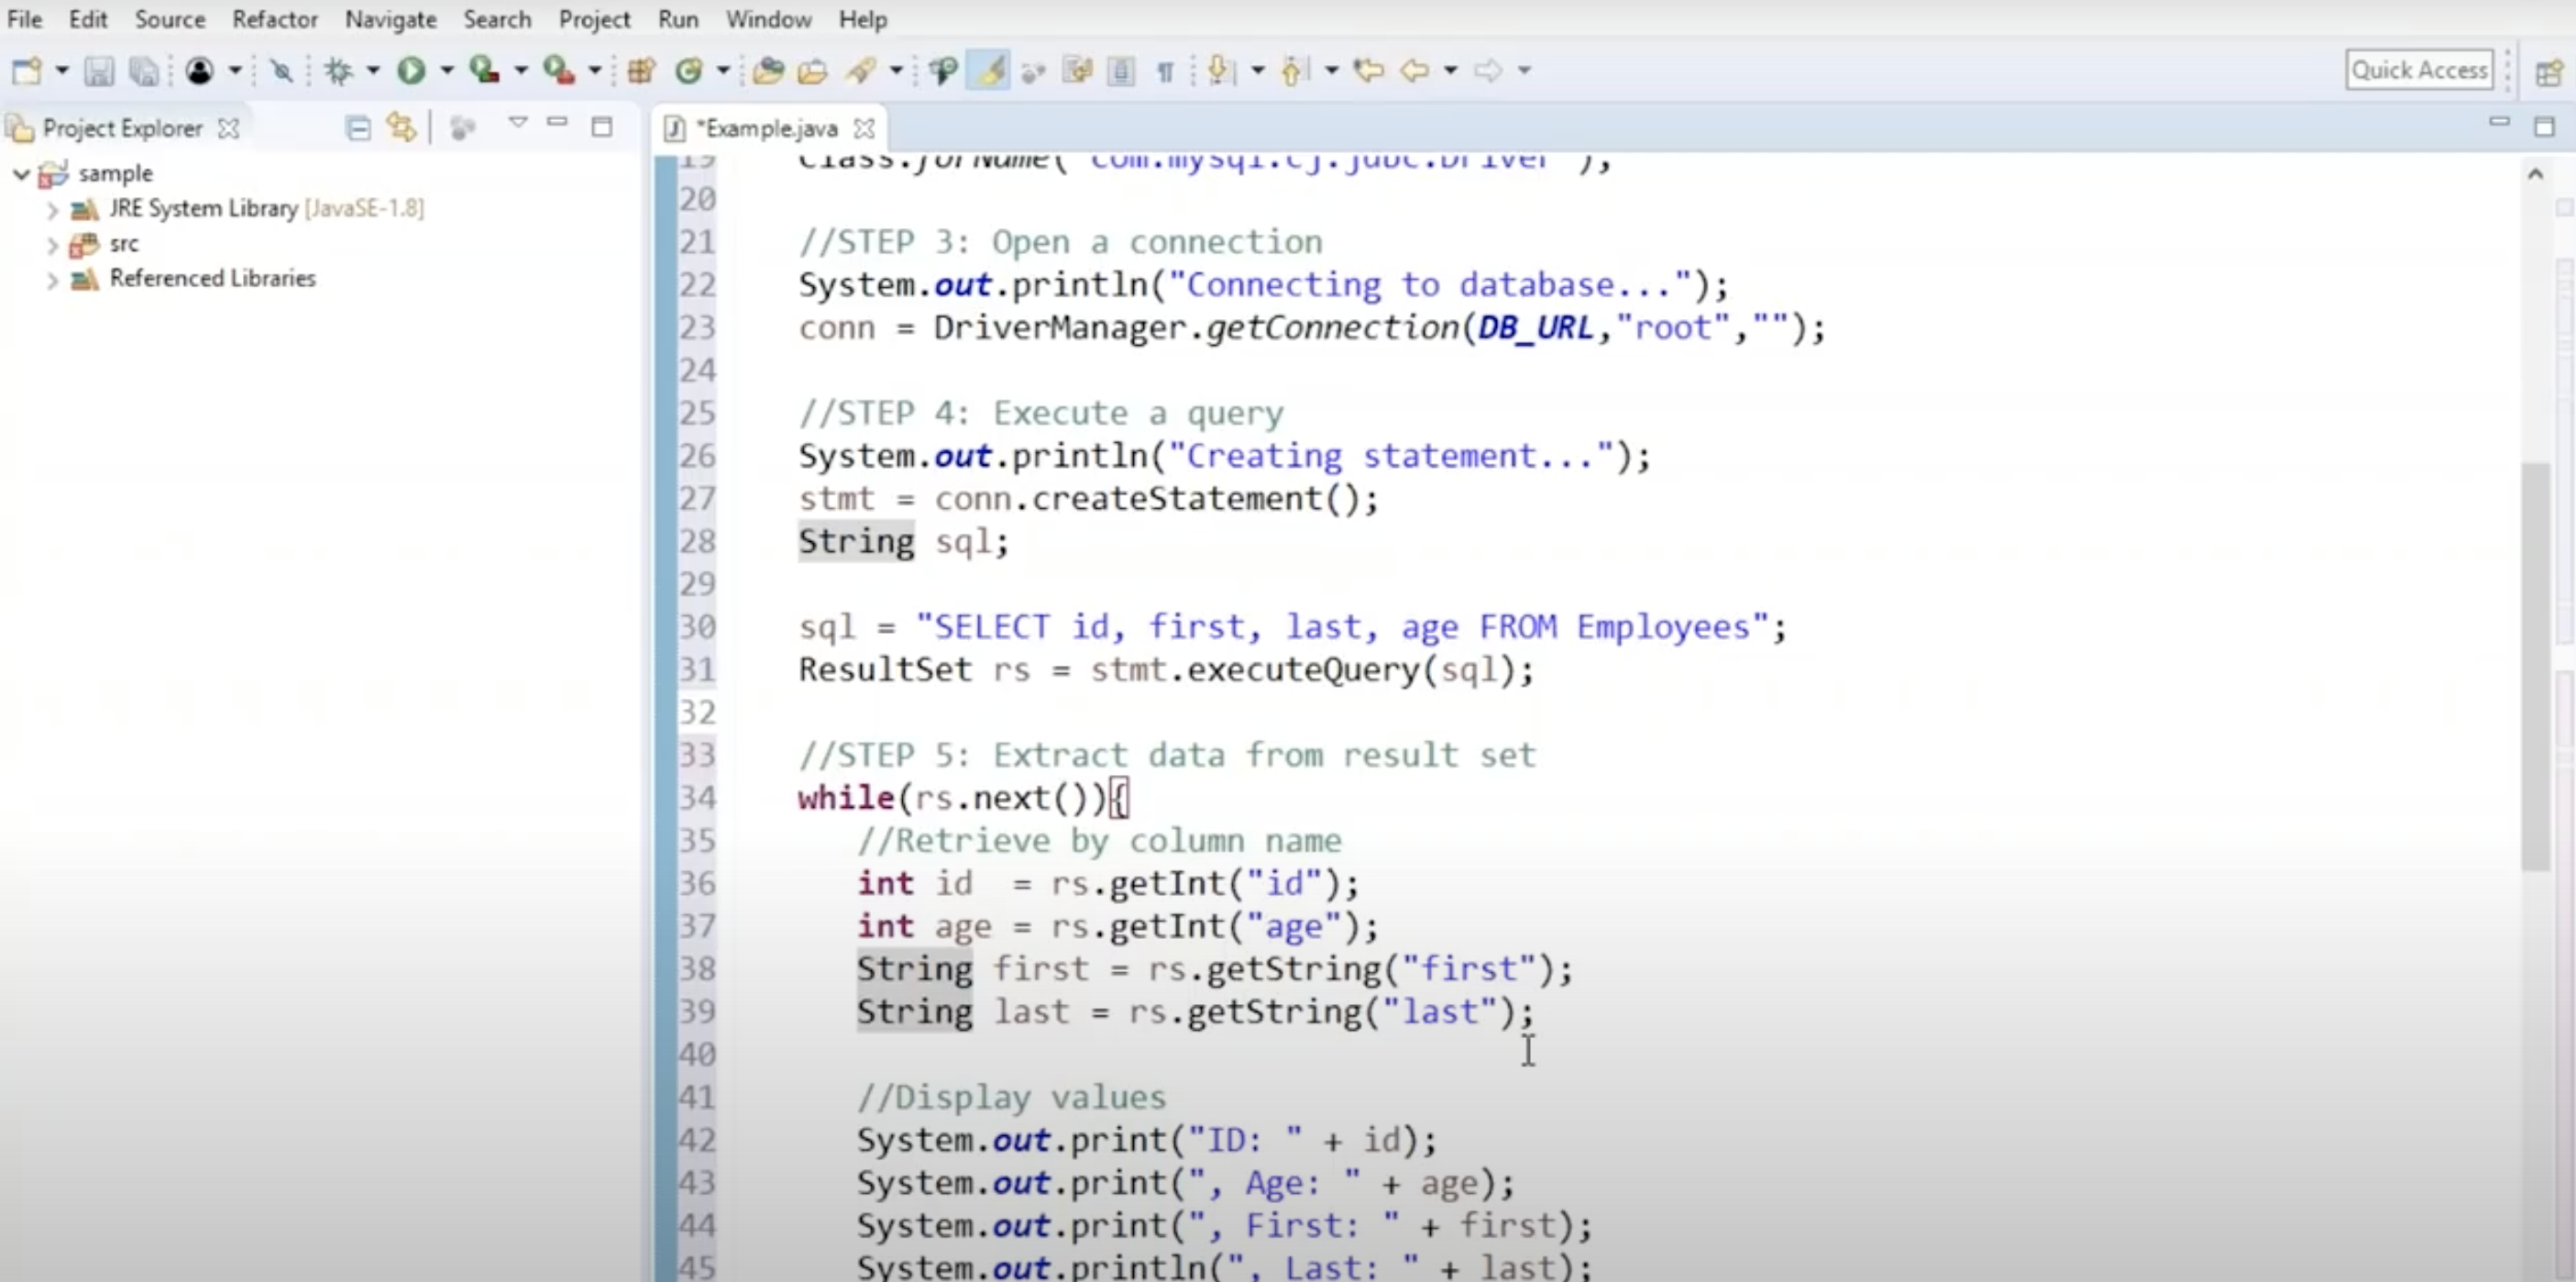 File Edit Source Refactor Navigate Search Project Run Window Help
Quick Access
Project Explorer
*Example.java
sample
JRE System Library [JavaSE-1.8]
src
Referenced Libraries
19 Class.forName("com.mysql.cj.jdbc.Driver");
20
21 //STEP 3: Open a connection
22 System.out.println("Connecting to database...");
23 conn = DriverManager.getConnection(DB_URL,"root","");
24
25 //STEP 4: Execute a query
26 System.out.println("Creating statement...");
27 stmt = conn.createStatement();
28 String sql;
29
30 sql = "SELECT id, first, last, age FROM Employees";
31 ResultSet rs = stmt.executeQuery(sql);
32
33 //STEP 5: Extract data from result set
34 while(rs.next()){
35 //Retrieve by column name
36 int id  = rs.getInt("id");
37 int age = rs.getInt("age");
38 String first = rs.getString("first");
39 String last = rs.getString("last");
40
41 //Display values
42 System.out.print("ID: " + id);
43 System.out.print(", Age: " + age);
44 System.out.print(", First: " + first);
45 System.out.println(", Last: " + last);